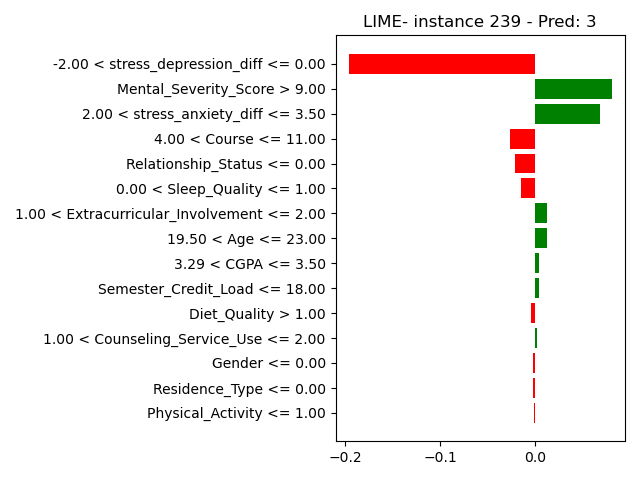 LIME- instance 239 - Pred: 3
-2.00 < stress_depression_diff <= 0.00
Mental_Severity_Score > 9.00
2.00 < stress_anxiety_diff <= 3.50
4.00 < Course <= 11.00
Relationship_Status <= 0.00
0.00 < Sleep_Quality <= 1.00
1.00 < Extracurricular_Involvement <= 2.00
19.50 < Age <= 23.00
3.29 < CGPA <= 3.50
Semester_Credit_Load <= 18.00
Diet_Quality > 1.00
1.00 < Counseling_Service_Use <= 2.00
Gender <= 0.00
Residence_Type <= 0.00
Physical_Activity <= 1.00
−0.2 −0.1 0.0